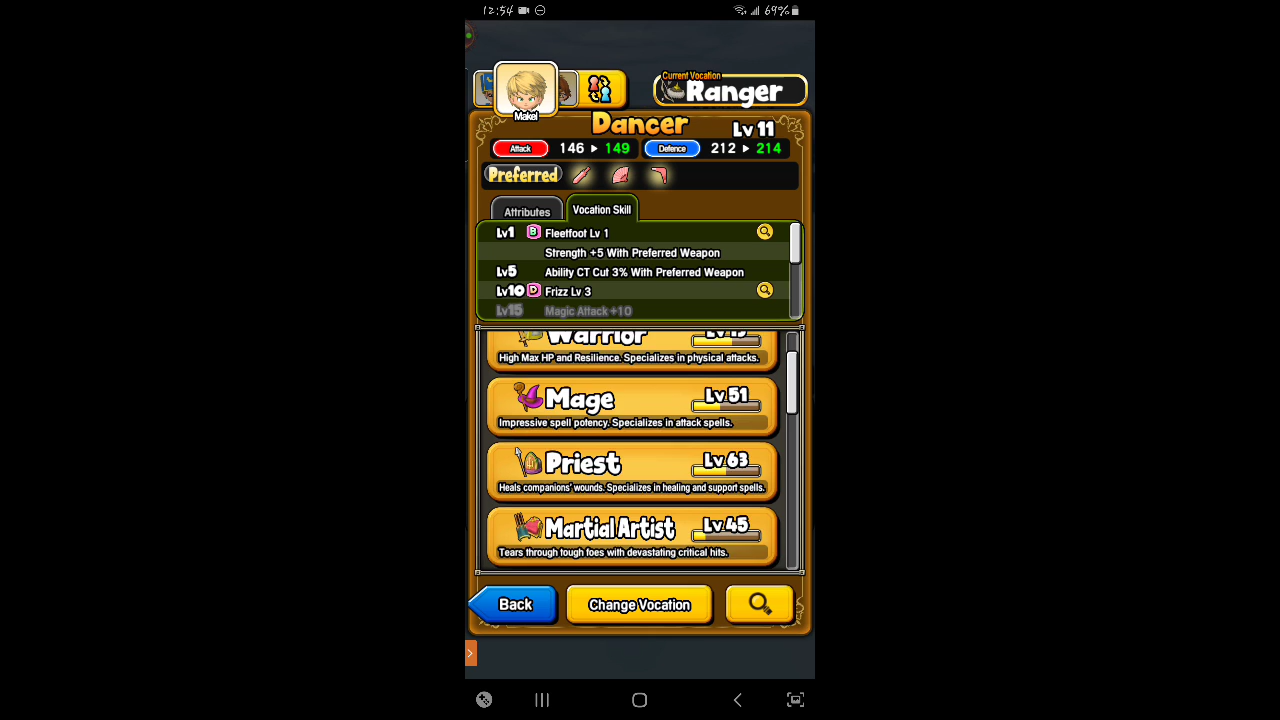 12:54
69%
Makel
Current Vocation
Ranger
Dancer
Lv 11
Attack 146 ▸ 149 Defence 212 ▸ 214
Preferred
Attributes
Vocation Skill
Lv1 B Fleetfoot Lv 1
Strength +5 With Preferred Weapon
Lv5 Ability CT Cut 3% With Preferred Weapon
Lv10 D Frizz Lv 3
Lv15 Magic Attack +10
Warrior
High Max HP and Resilience. Specializes in physical attacks.
Mage Lv 51
Impressive spell potency. Specializes in attack spells.
Priest Lv 63
Heals companions' wounds. Specializes in healing and support spells.
Martial Artist Lv 45
Tears through tough foes with devastating critical hits.
Back
Change Vocation